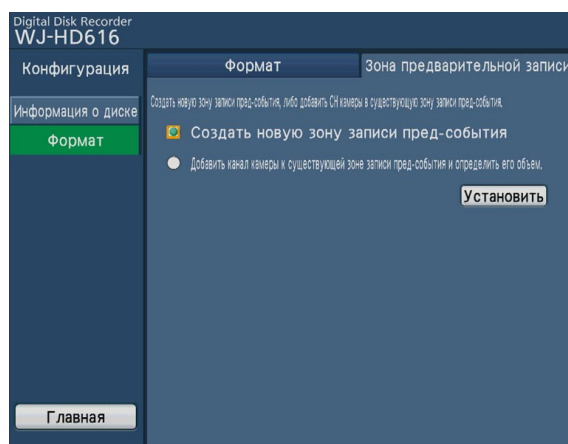 Digital Disk Recorder
WJ-HD616
Конфигурация
Формат
Зона предварительной записи
Информация о диске
Формат
Создать новую зону записи пред-события, либо добавить CH камеры в существующую зону записи пред-события.
Создать новую зону записи пред-события
Добавить канал камеры к существующей зоне записи пред-события и определить его объем.
Установить
Главная